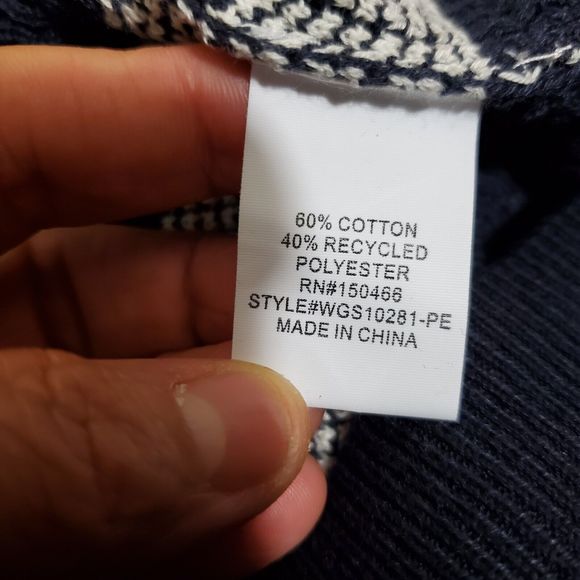 60% COTTON
40% RECYCLED
POLYESTER
RN#150466
STYLE#WGS10281-PE
MADE IN CHINA